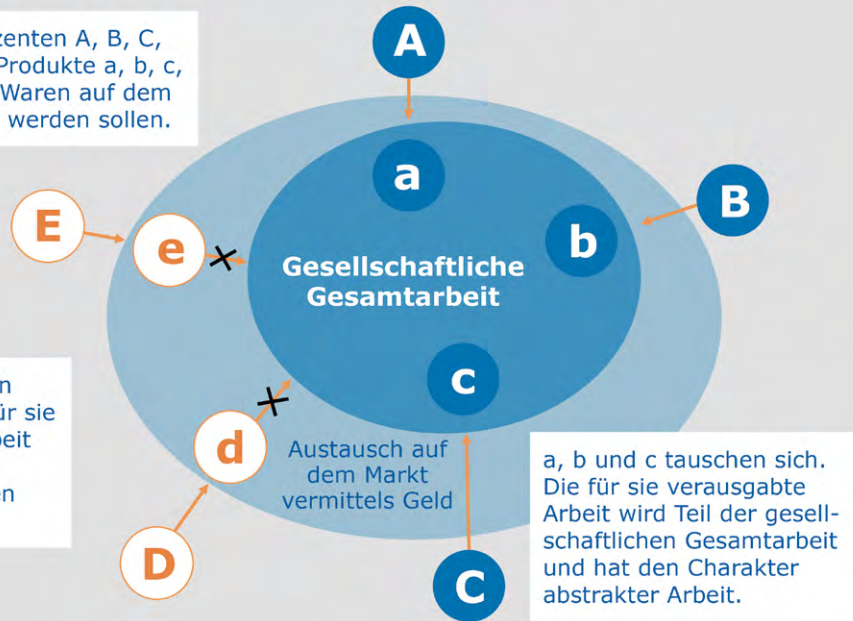 zenten A, B, C,
Produkte a, b, c,
Waren auf dem
werden sollen.
A
a
B
b
E
e
Gesellschaftliche
Gesamtarbeit
c
d
Austausch auf
dem Markt
vermittels Geld
D
C
n
ür sie
beit
en
a, b und c tauschen sich.
Die für sie verausgabte
Arbeit wird Teil der gesell-
schaftlichen Gesamtarbeit
und hat den Charakter
abstrakter Arbeit.